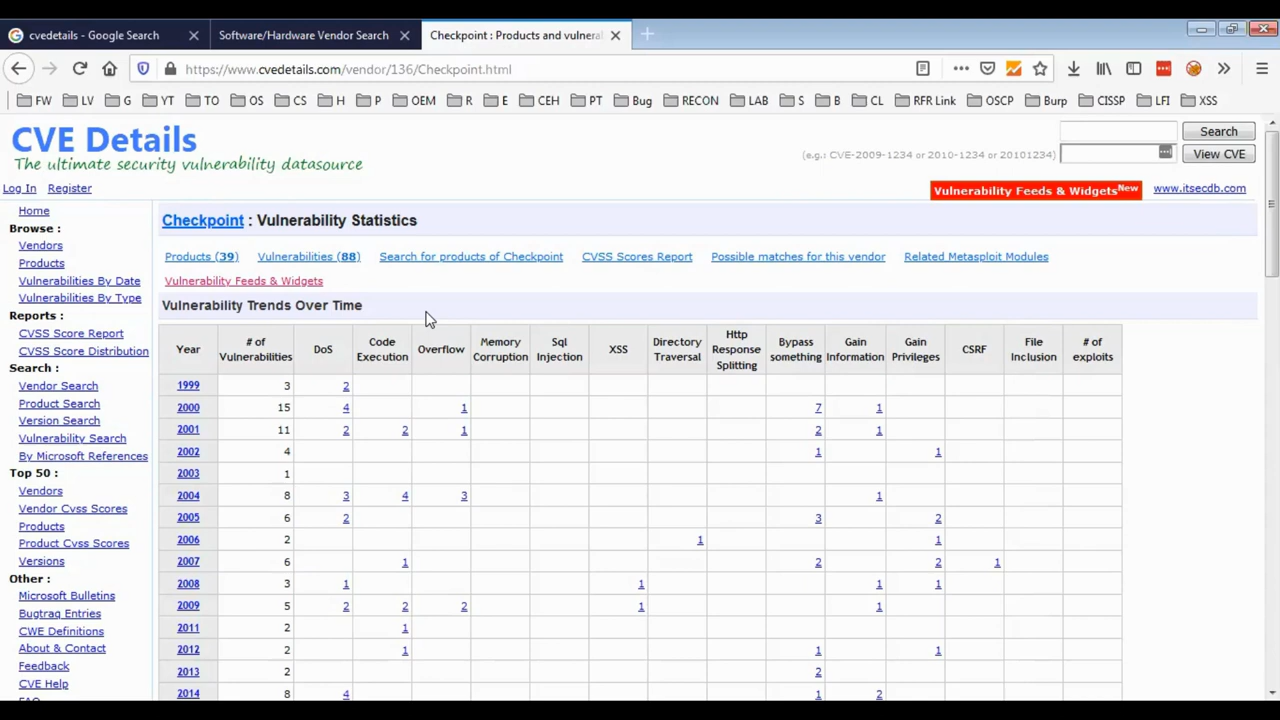 cvedetails - Google Search
Software/Hardware Vendor Search
Checkpoint : Products and vulnera
https://www.cvedetails.com/vendor/136/Checkpoint.html
FW LV G YT TO OS CS H P OEM R E CEH PT Bug RECON LAB S B CL RFR Link OSCP Burp CISSP LFI XSS
CVE Details
The ultimate security vulnerability datasource
Search
(e.g.: CVE-2009-1234 or 2010-1234 or 20101234) View CVE
Log In Register
Vulnerability Feeds & Widgets New www.itsecdb.com
Home
Browse :
Vendors
Products
Vulnerabilities By Date
Vulnerabilities By Type
Reports :
CVSS Score Report
CVSS Score Distribution
Search :
Vendor Search
Product Search
Version Search
Vulnerability Search
By Microsoft References
Top 50 :
Vendors
Vendor Cvss Scores
Products
Product Cvss Scores
Versions
Other :
Microsoft Bulletins
Bugtraq Entries
CWE Definitions
About & Contact
Feedback
CVE Help
Checkpoint : Vulnerability Statistics
Products (39) Vulnerabilities (88) Search for products of Checkpoint CVSS Scores Report Possible matches for this vendor Related Metasploit Modules
Vulnerability Feeds & Widgets
Vulnerability Trends Over Time
Year # of Vulnerabilities DoS Code Execution Overflow Memory Corruption Sql Injection XSS Directory Traversal Http Response Splitting Bypass something Gain Information Gain Privileges CSRF File Inclusion # of exploits
1999 3 2
2000 15 4 1 7 1
2001 11 2 2 1 2 1
2002 4 1 1
2003 1
2004 8 3 4 3 1
2005 6 2 3 2
2006 2 1 1
2007 6 1 2 2 1
2008 3 1 1 1 1
2009 5 2 2 2 1 1
2011 2 1
2012 2 1 1 1
2013 2 2
2014 8 4 1 2